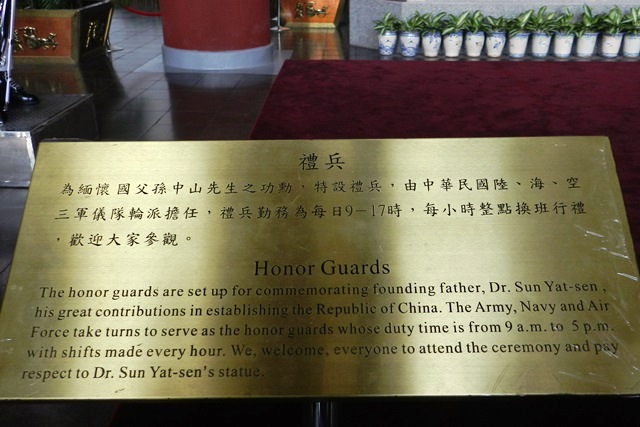 禮兵
為緬懷國父孫中山先生之功勳，特設禮兵，由中華民國陸、海、空
三軍儀隊輪派擔任，禮兵勤務為每日9－17時，每小時整點換班行禮
，歡迎大家參觀。
Honor Guards
The honor guards are set up for commemorating founding father, Dr. Sun Yat-sen ,
his great contributions in establishing the Republic of China. The Army, Navy and Air
Force take turns to serve as the honor guards whose duty time is from 9 a.m. to 5 p.m.
with shifts made every hour. We, welcome, everyone to attend the ceremony and pay
respect to Dr. Sun Yat-sen's statue.